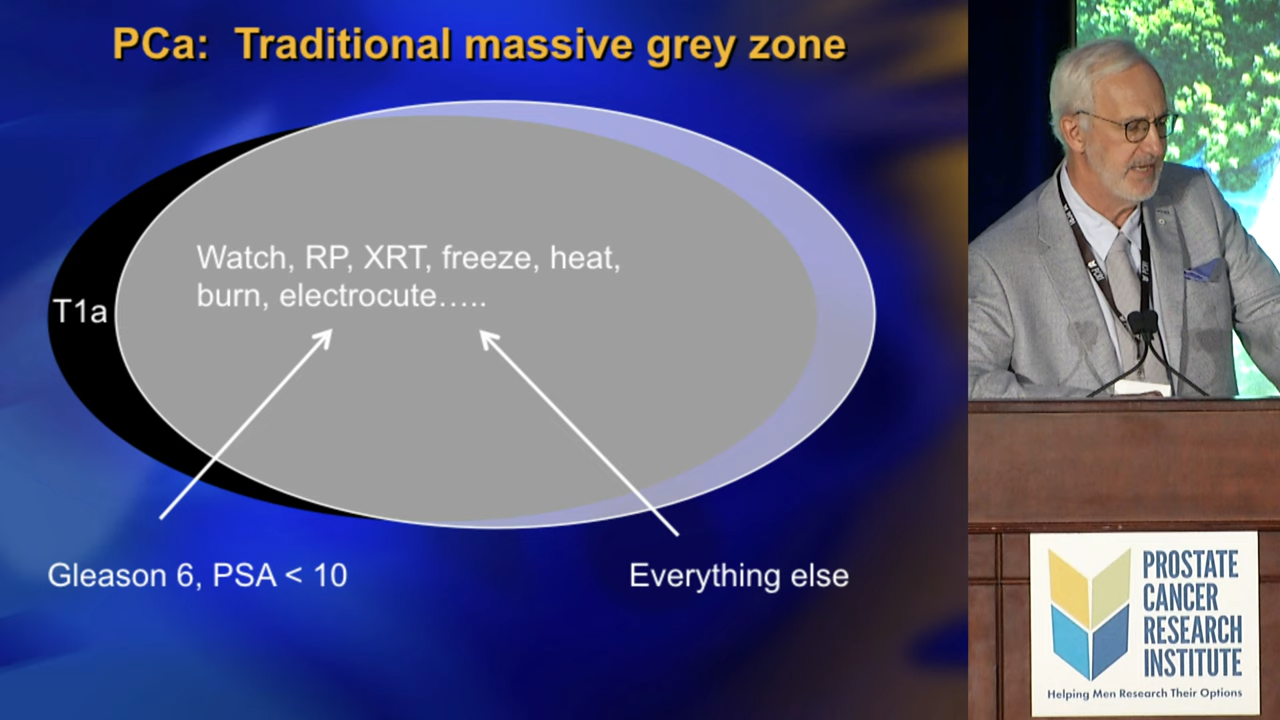 PCa: Traditional massive grey zone
Watch, RP, XRT, freeze, heat,
burn, electrocute.....
T1a
Gleason 6, PSA < 10
Everything else
PROSTATE
CANCER
RESEARCH
INSTITUTE
Helping Men Research Their Options